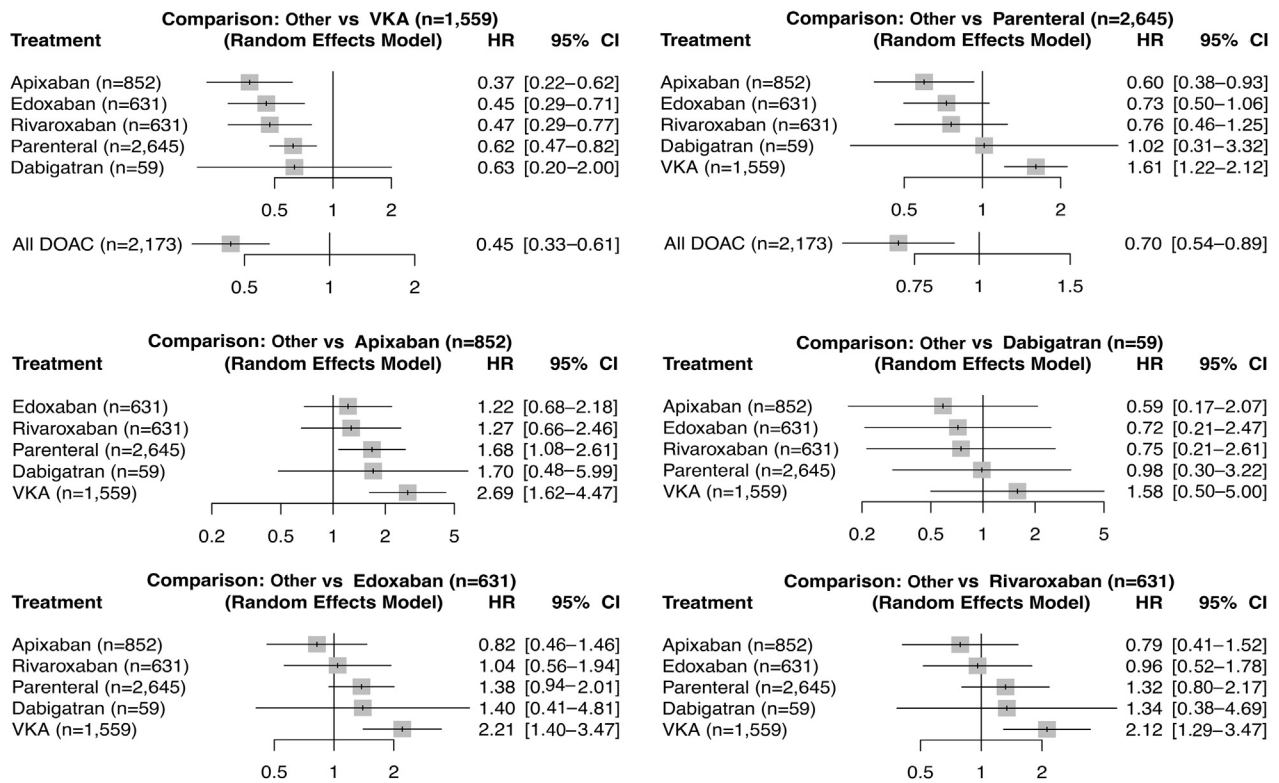 Comparison: Other vs VKA (n=1,559)
Treatment (Random Effects Model) HR 95% CI
Apixaban (n=852) 0.37 [0.22–0.62]
Edoxaban (n=631) 0.45 [0.29–0.71]
Rivaroxaban (n=631) 0.47 [0.29–0.77]
Parenteral (n=2,645) 0.62 [0.47–0.82]
Dabigatran (n=59) 0.63 [0.20–2.00]
0.5 1 2
All DOAC (n=2,173) 0.45 [0.33–0.61]
0.5 1 2
Comparison: Other vs Parenteral (n=2,645)
Treatment (Random Effects Model) HR 95% CI
Apixaban (n=852) 0.60 [0.38–0.93]
Edoxaban (n=631) 0.73 [0.50–1.06]
Rivaroxaban (n=631) 0.76 [0.46–1.25]
Dabigatran (n=59) 1.02 [0.31–3.32]
VKA (n=1,559) 1.61 [1.22–2.12]
0.5 1 2
All DOAC (n=2,173) 0.70 [0.54–0.89]
0.75 1 1.5
Comparison: Other vs Apixaban (n=852)
Treatment (Random Effects Model) HR 95% CI
Edoxaban (n=631) 1.22 [0.68–2.18]
Rivaroxaban (n=631) 1.27 [0.66–2.46]
Parenteral (n=2,645) 1.68 [1.08–2.61]
Dabigatran (n=59) 1.70 [0.48–5.99]
VKA (n=1,559) 2.69 [1.62–4.47]
0.2 0.5 1 2 5
Comparison: Other vs Dabigatran (n=59)
Treatment (Random Effects Model) HR 95% CI
Apixaban (n=852) 0.59 [0.17–2.07]
Edoxaban (n=631) 0.72 [0.21–2.47]
Rivaroxaban (n=631) 0.75 [0.21–2.61]
Parenteral (n=2,645) 0.98 [0.30–3.22]
VKA (n=1,559) 1.58 [0.50–5.00]
0.2 0.5 1 2 5
Comparison: Other vs Edoxaban (n=631)
Treatment (Random Effects Model) HR 95% CI
Apixaban (n=852) 0.82 [0.46–1.46]
Rivaroxaban (n=631) 1.04 [0.56–1.94]
Parenteral (n=2,645) 1.38 [0.94–2.01]
Dabigatran (n=59) 1.40 [0.41–4.81]
VKA (n=1,559) 2.21 [1.40–3.47]
0.5 1 2
Comparison: Other vs Rivaroxaban (n=631)
Treatment (Random Effects Model) HR 95% CI
Apixaban (n=852) 0.79 [0.41–1.52]
Edoxaban (n=631) 0.96 [0.52–1.78]
Parenteral (n=2,645) 1.32 [0.80–2.17]
Dabigatran (n=59) 1.34 [0.38–4.69]
VKA (n=1,559) 2.12 [1.29–3.47]
0.5 1 2